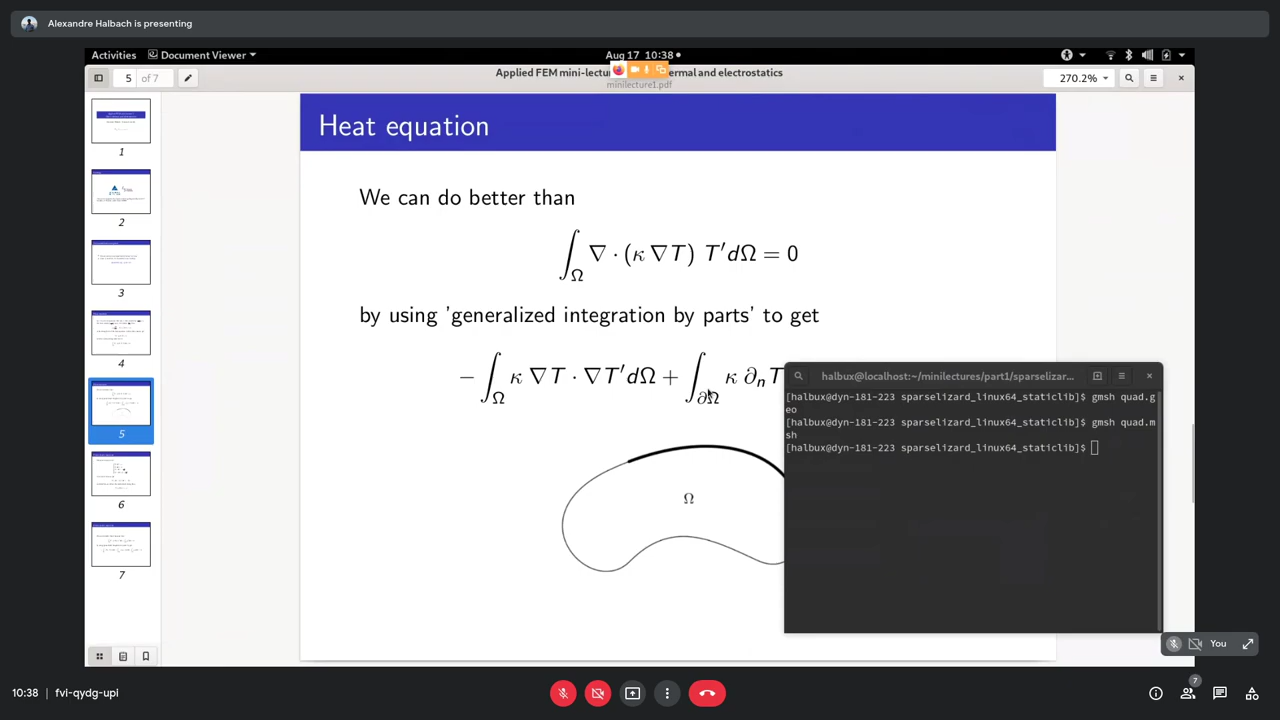 Alexandre Halbach is presenting
Activities Document Viewer Aug 17 10:38
5 of 7 Applied FEM mini-lectu ermal and electrostatics 270.2%
minilecture1.pdf
1
2
3
4
5
6
7
Heat equation
We can do better than
∫_Ω ∇ · (κ ∇T) T′dΩ = 0
by using 'generalized integration by parts' to get
− ∫_Ω κ ∇T · ∇T′dΩ + ∫_∂Ω κ ∂ₙT
Ω
halbux@localhost:~/minilectures/part1/sparselizar...
[halbux@dyn-181-223 sparselizard_linux64_staticlib]$ gmsh quad.g
eo
[halbux@dyn-181-223 sparselizard_linux64_staticlib]$ gmsh quad.m
sh
[halbux@dyn-181-223 sparselizard_linux64_staticlib]$
You
10:38 fvi-qydg-upi
7